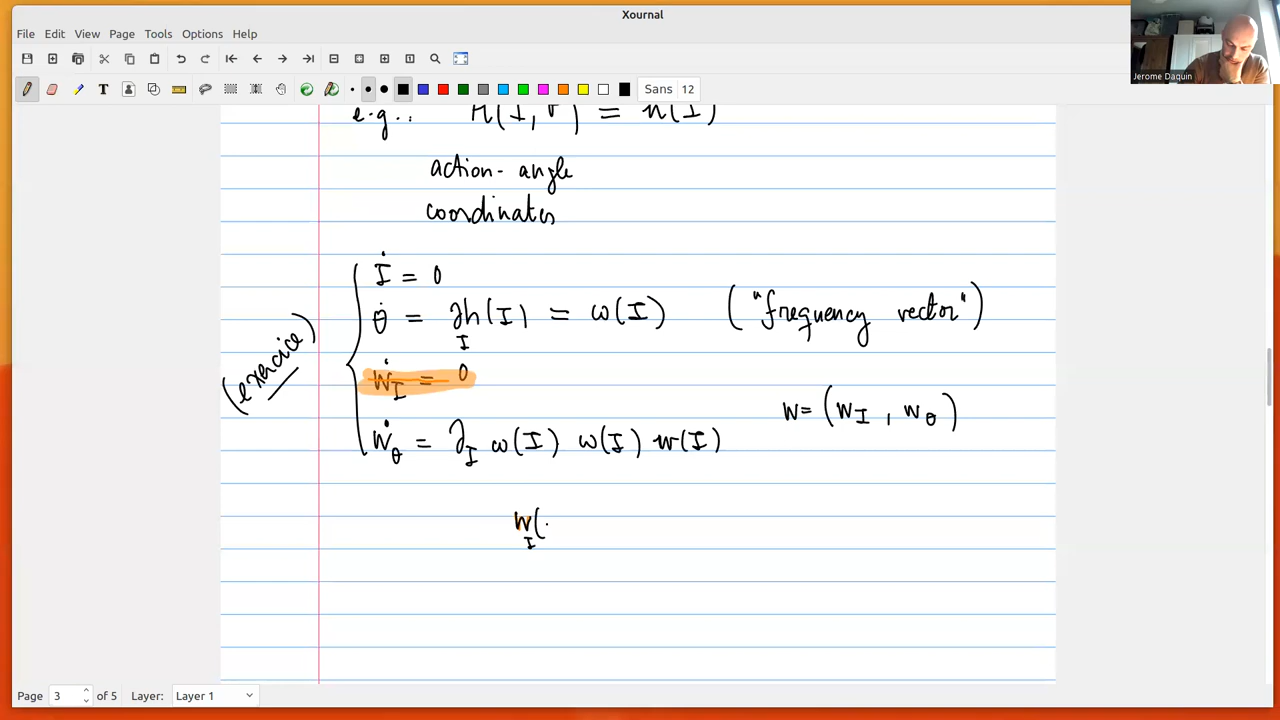 Xournal
File Edit View Page Tools Options Help
Sans 12
Jerome Daquin
e.g.: H(I, θ) = h(I)
action-angle
coordinates
(exercice)
İ = 0
θ̇ = ∂_I h(I) = ω(I) ("frequency vector")
ẇ_I = 0
w = (w_I, w_θ)
ẇ_θ = ∂_I ω(I) ω(I) w(I)
w_I(.
Page 3 of 5 Layer: Layer 1